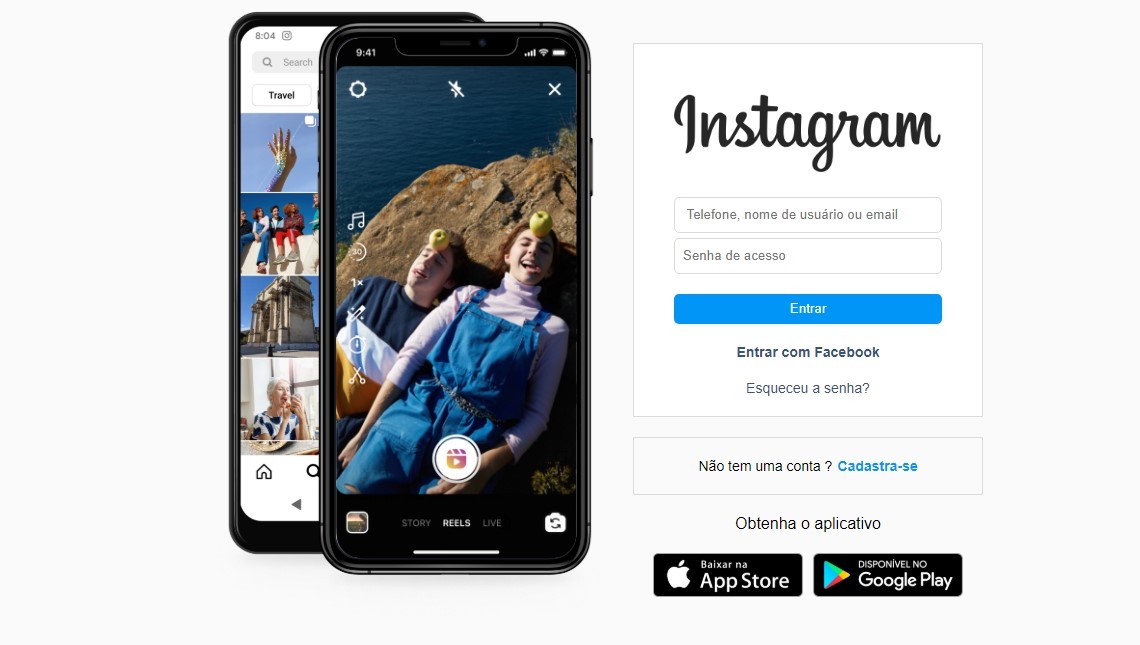 8:04
Search
Travel
9:41
30
1×
STORY REELS LIVE
Instagram
Telefone, nome de usuário ou email
Senha de acesso
Entrar
Entrar com Facebook
Esqueceu a senha?
Não tem uma conta ? Cadastra-se
Obtenha o aplicativo
Baixar na
App Store
DISPONÍVEL NO
Google Play